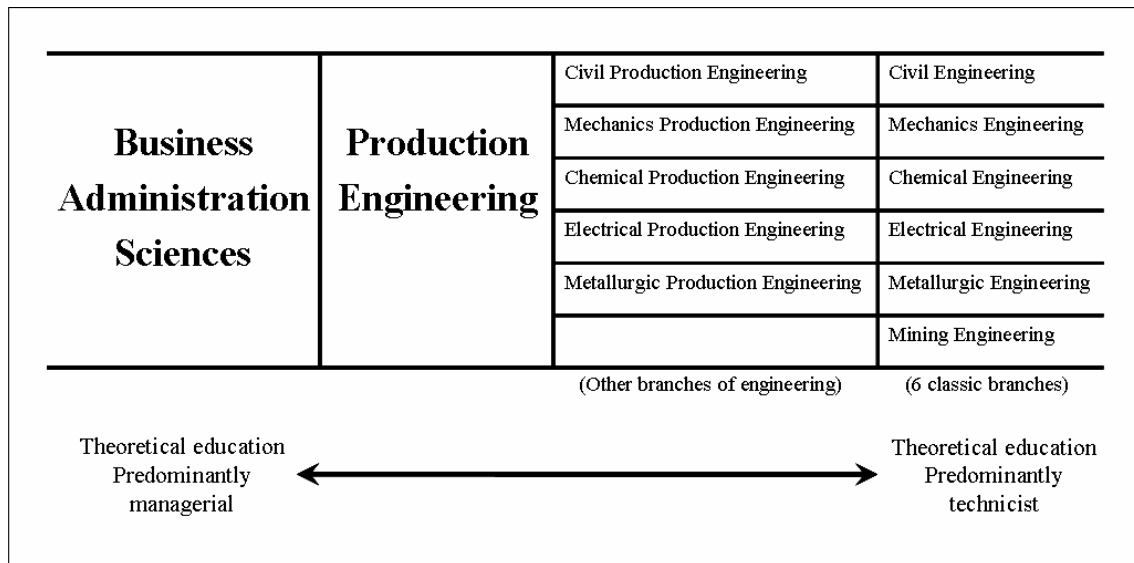 Business
Administration
Sciences
Production
Engineering
Civil Production Engineering
Mechanics Production Engineering
Chemical Production Engineering
Electrical Production Engineering
Metallurgic Production Engineering
(Other branches of engineering)
Civil Engineering
Mechanics Engineering
Chemical Engineering
Electrical Engineering
Metallurgic Engineering
Mining Engineering
(6 classic branches)
Theoretical education
Predominantly
managerial
Theoretical education
Predominantly
technicist